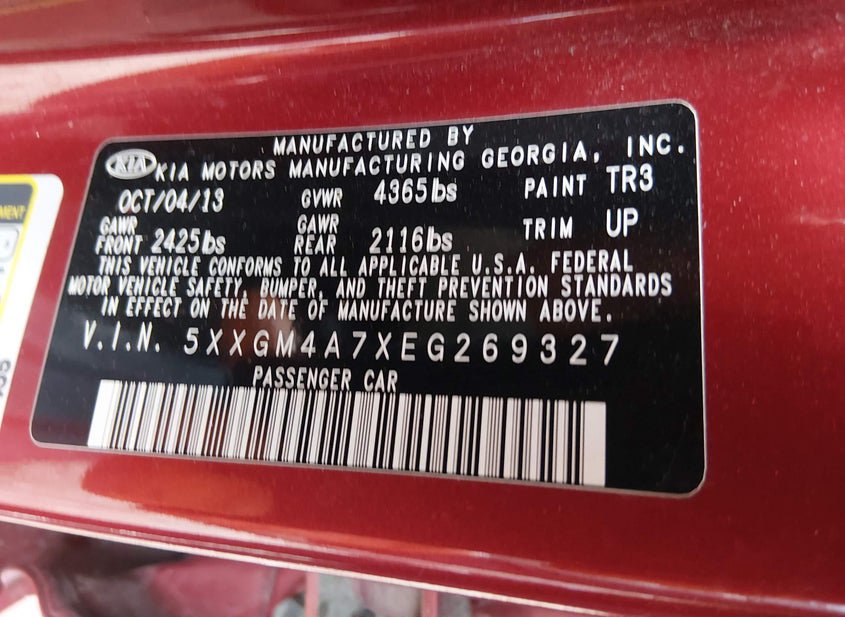 MANUFACTURED BY
KIA KIA MOTORS MANUFACTURING GEORGIA, INC.
OCT/04/13 GVWR 4365lbs PAINT TR3
GAWR FRONT 2425lbs GAWR REAR 2116lbs TRIM UP
THIS VEHICLE CONFORMS TO ALL APPLICABLE U.S.A. FEDERAL
MOTOR VEHICLE SAFETY, BUMPER, AND THEFT PREVENTION STANDARDS
IN EFFECT ON THE DATE OF MANUFACTURE SHOWN ABOVE.
V.I.N. 5XXGM4A7XEG269327
PASSENGER CAR